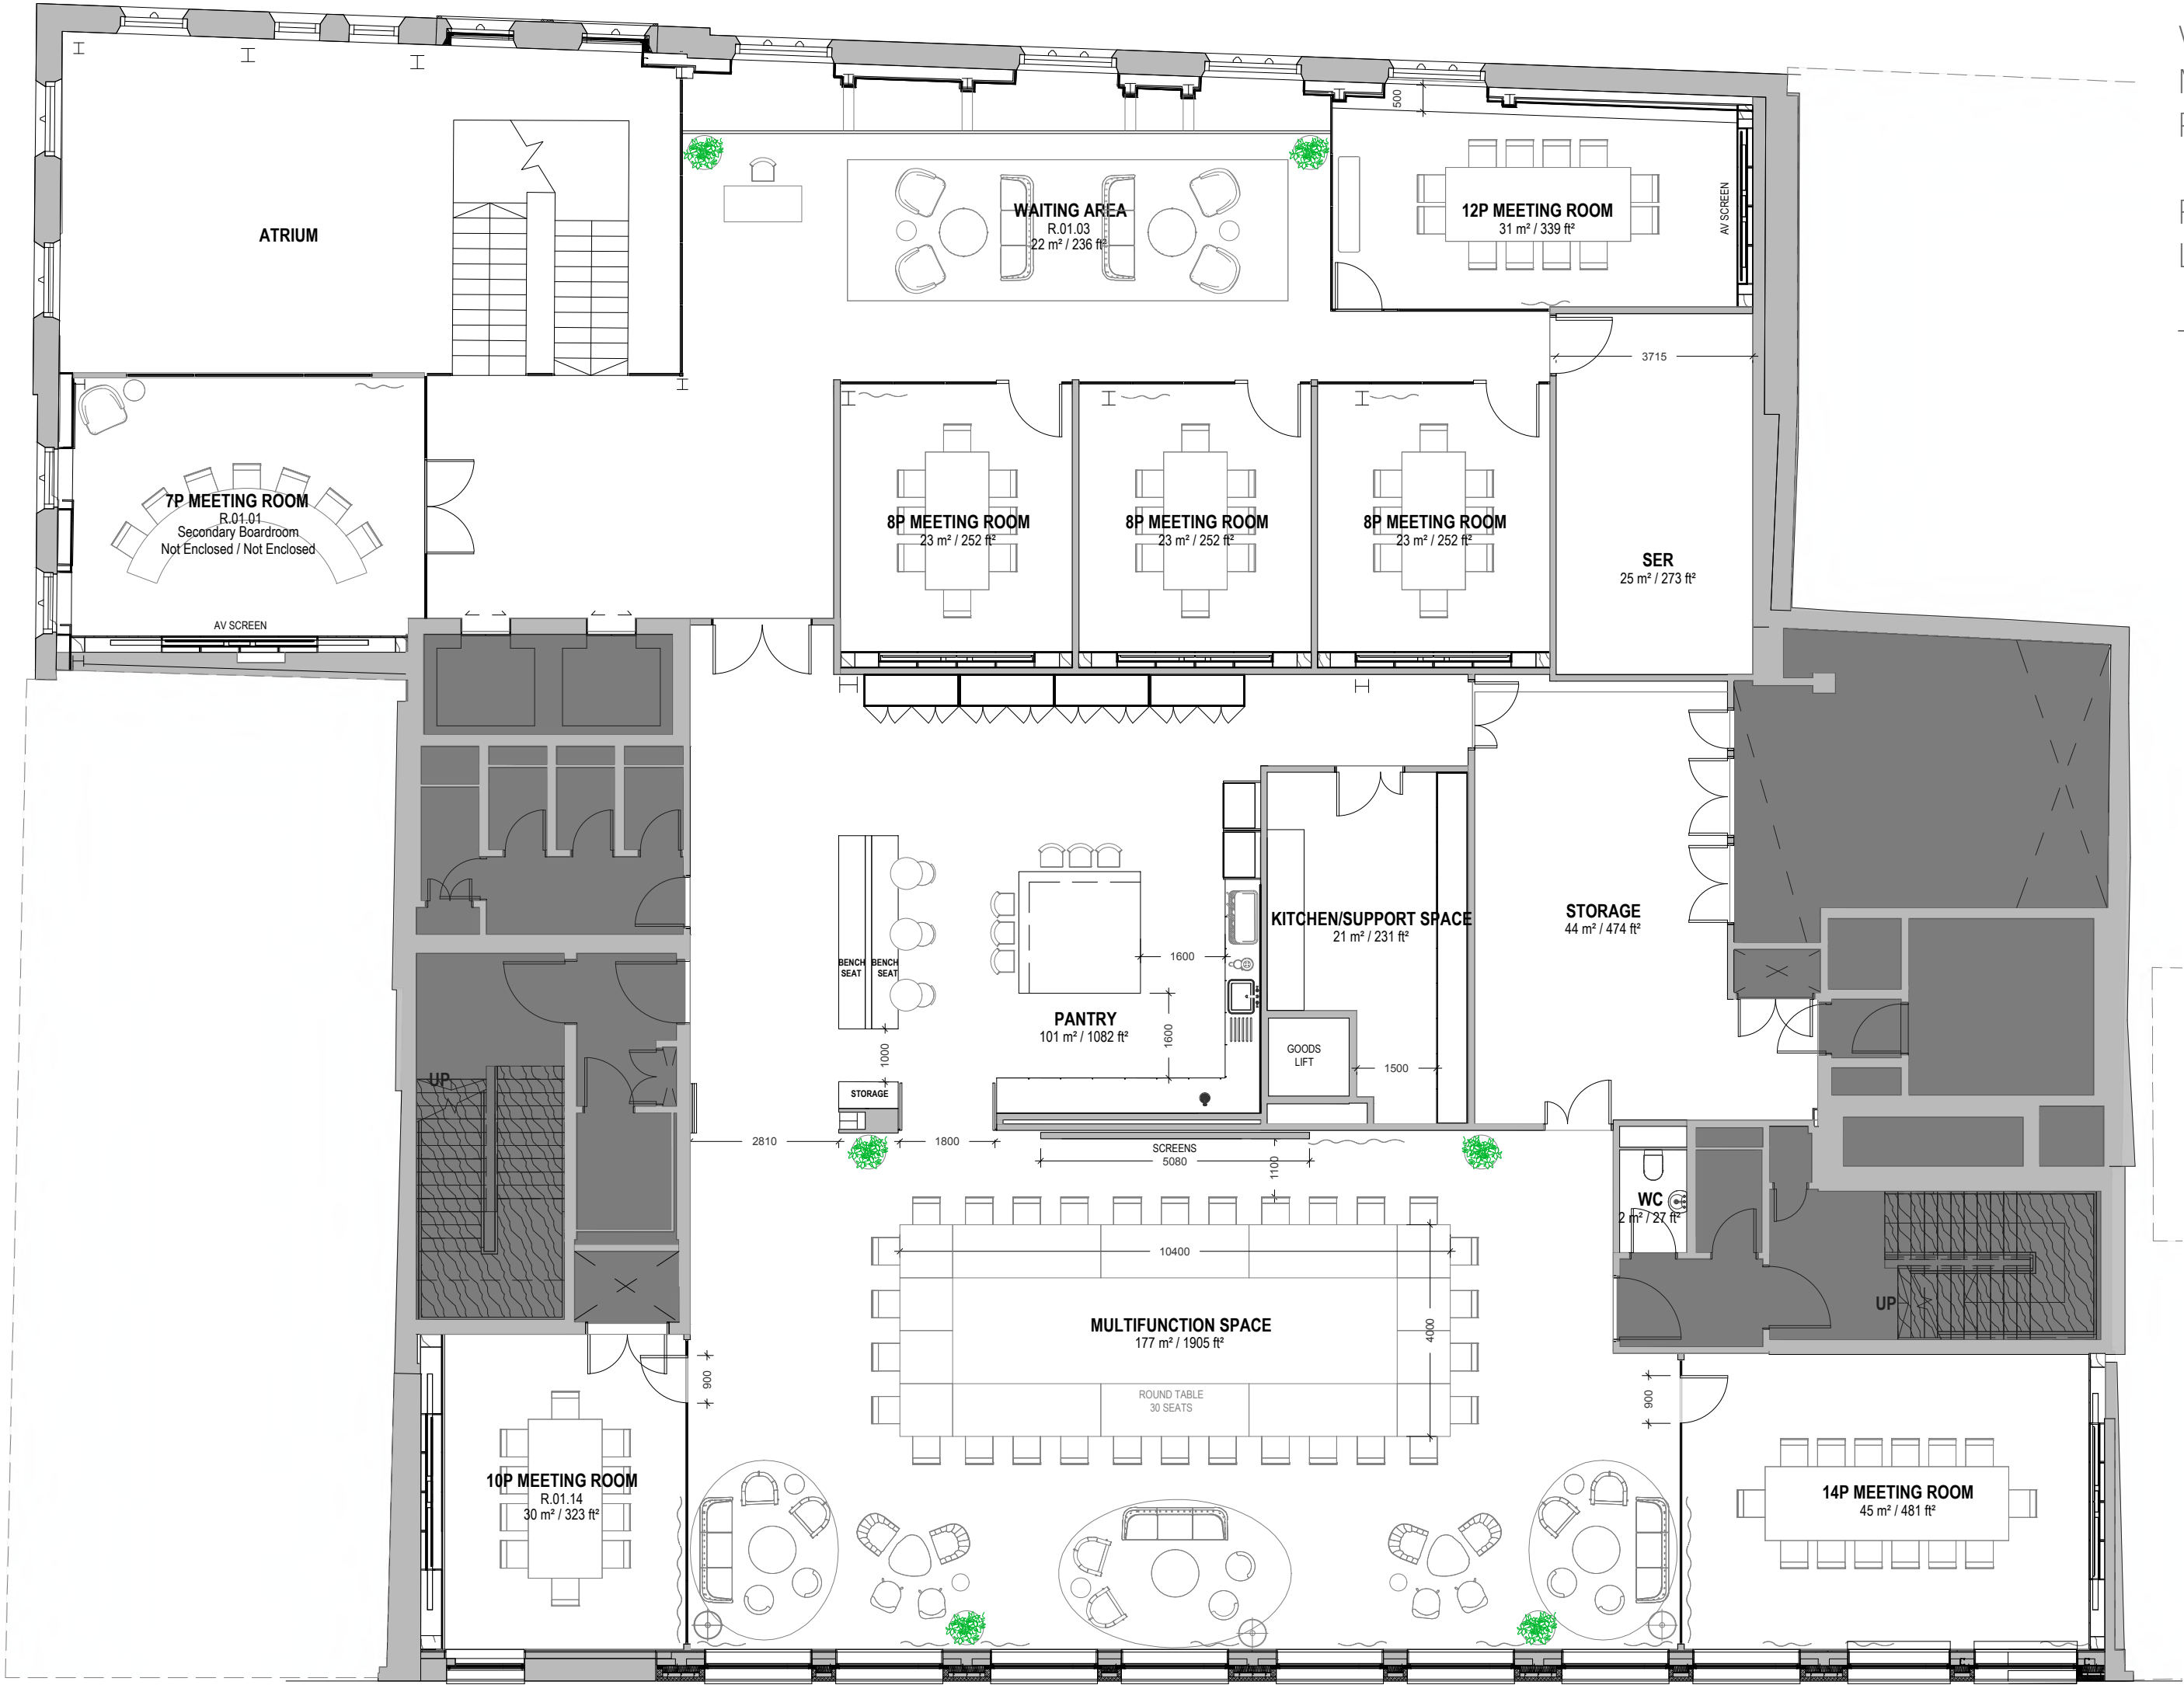 500
ATRIUM
WAITING AREA
R.01.03
22 m² / 236 ft²
12P MEETING ROOM
31 m² / 339 ft²
AV SCREEN
3715
7P MEETING ROOM
R.01.01
Secondary Boardroom
Not Enclosed / Not Enclosed
AV SCREEN
8P MEETING ROOM
23 m² / 252 ft²
8P MEETING ROOM
23 m² / 252 ft²
8P MEETING ROOM
23 m² / 252 ft²
SER
25 m² / 273 ft²
BENCH
SEAT
BENCH
SEAT
1600
PANTRY
101 m² / 1082 ft²
1600
1000
STORAGE
KITCHEN/SUPPORT SPACE
21 m² / 231 ft²
GOODS
LIFT
1500
STORAGE
44 m² / 474 ft²
UP
2810
1800
SCREENS
5080
1100
WC
2 m² / 27 ft²
10400
MULTIFUNCTION SPACE
177 m² / 1905 ft²
4000
ROUND TABLE
30 SEATS
UP
900
900
10P MEETING ROOM
R.01.14
30 m² / 323 ft²
14P MEETING ROOM
45 m² / 481 ft²